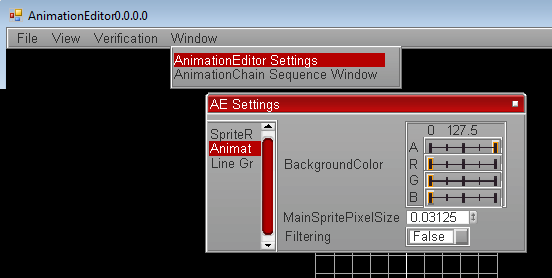 AnimationEditor0.0.0.0
File View Verification Window
AnimationEditor Settings
AnimationChain Sequence Window
AE Settings
SpriteR
Animat
Line Gr
0 127.5
BackgroundColor
A
R
G
B
MainSpritePixelSize 0.03125
Filtering False